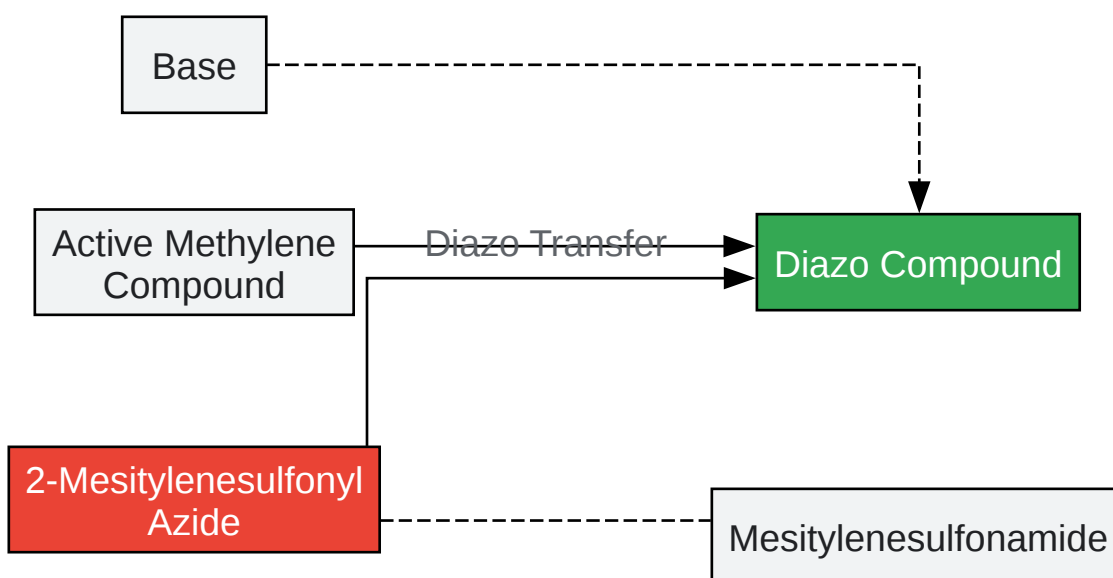 Base
Active Methylene
Compound
Diazo Transfer
Diazo Compound
2-Mesitylenesulfonyl
Azide
Mesitylenesulfonamide